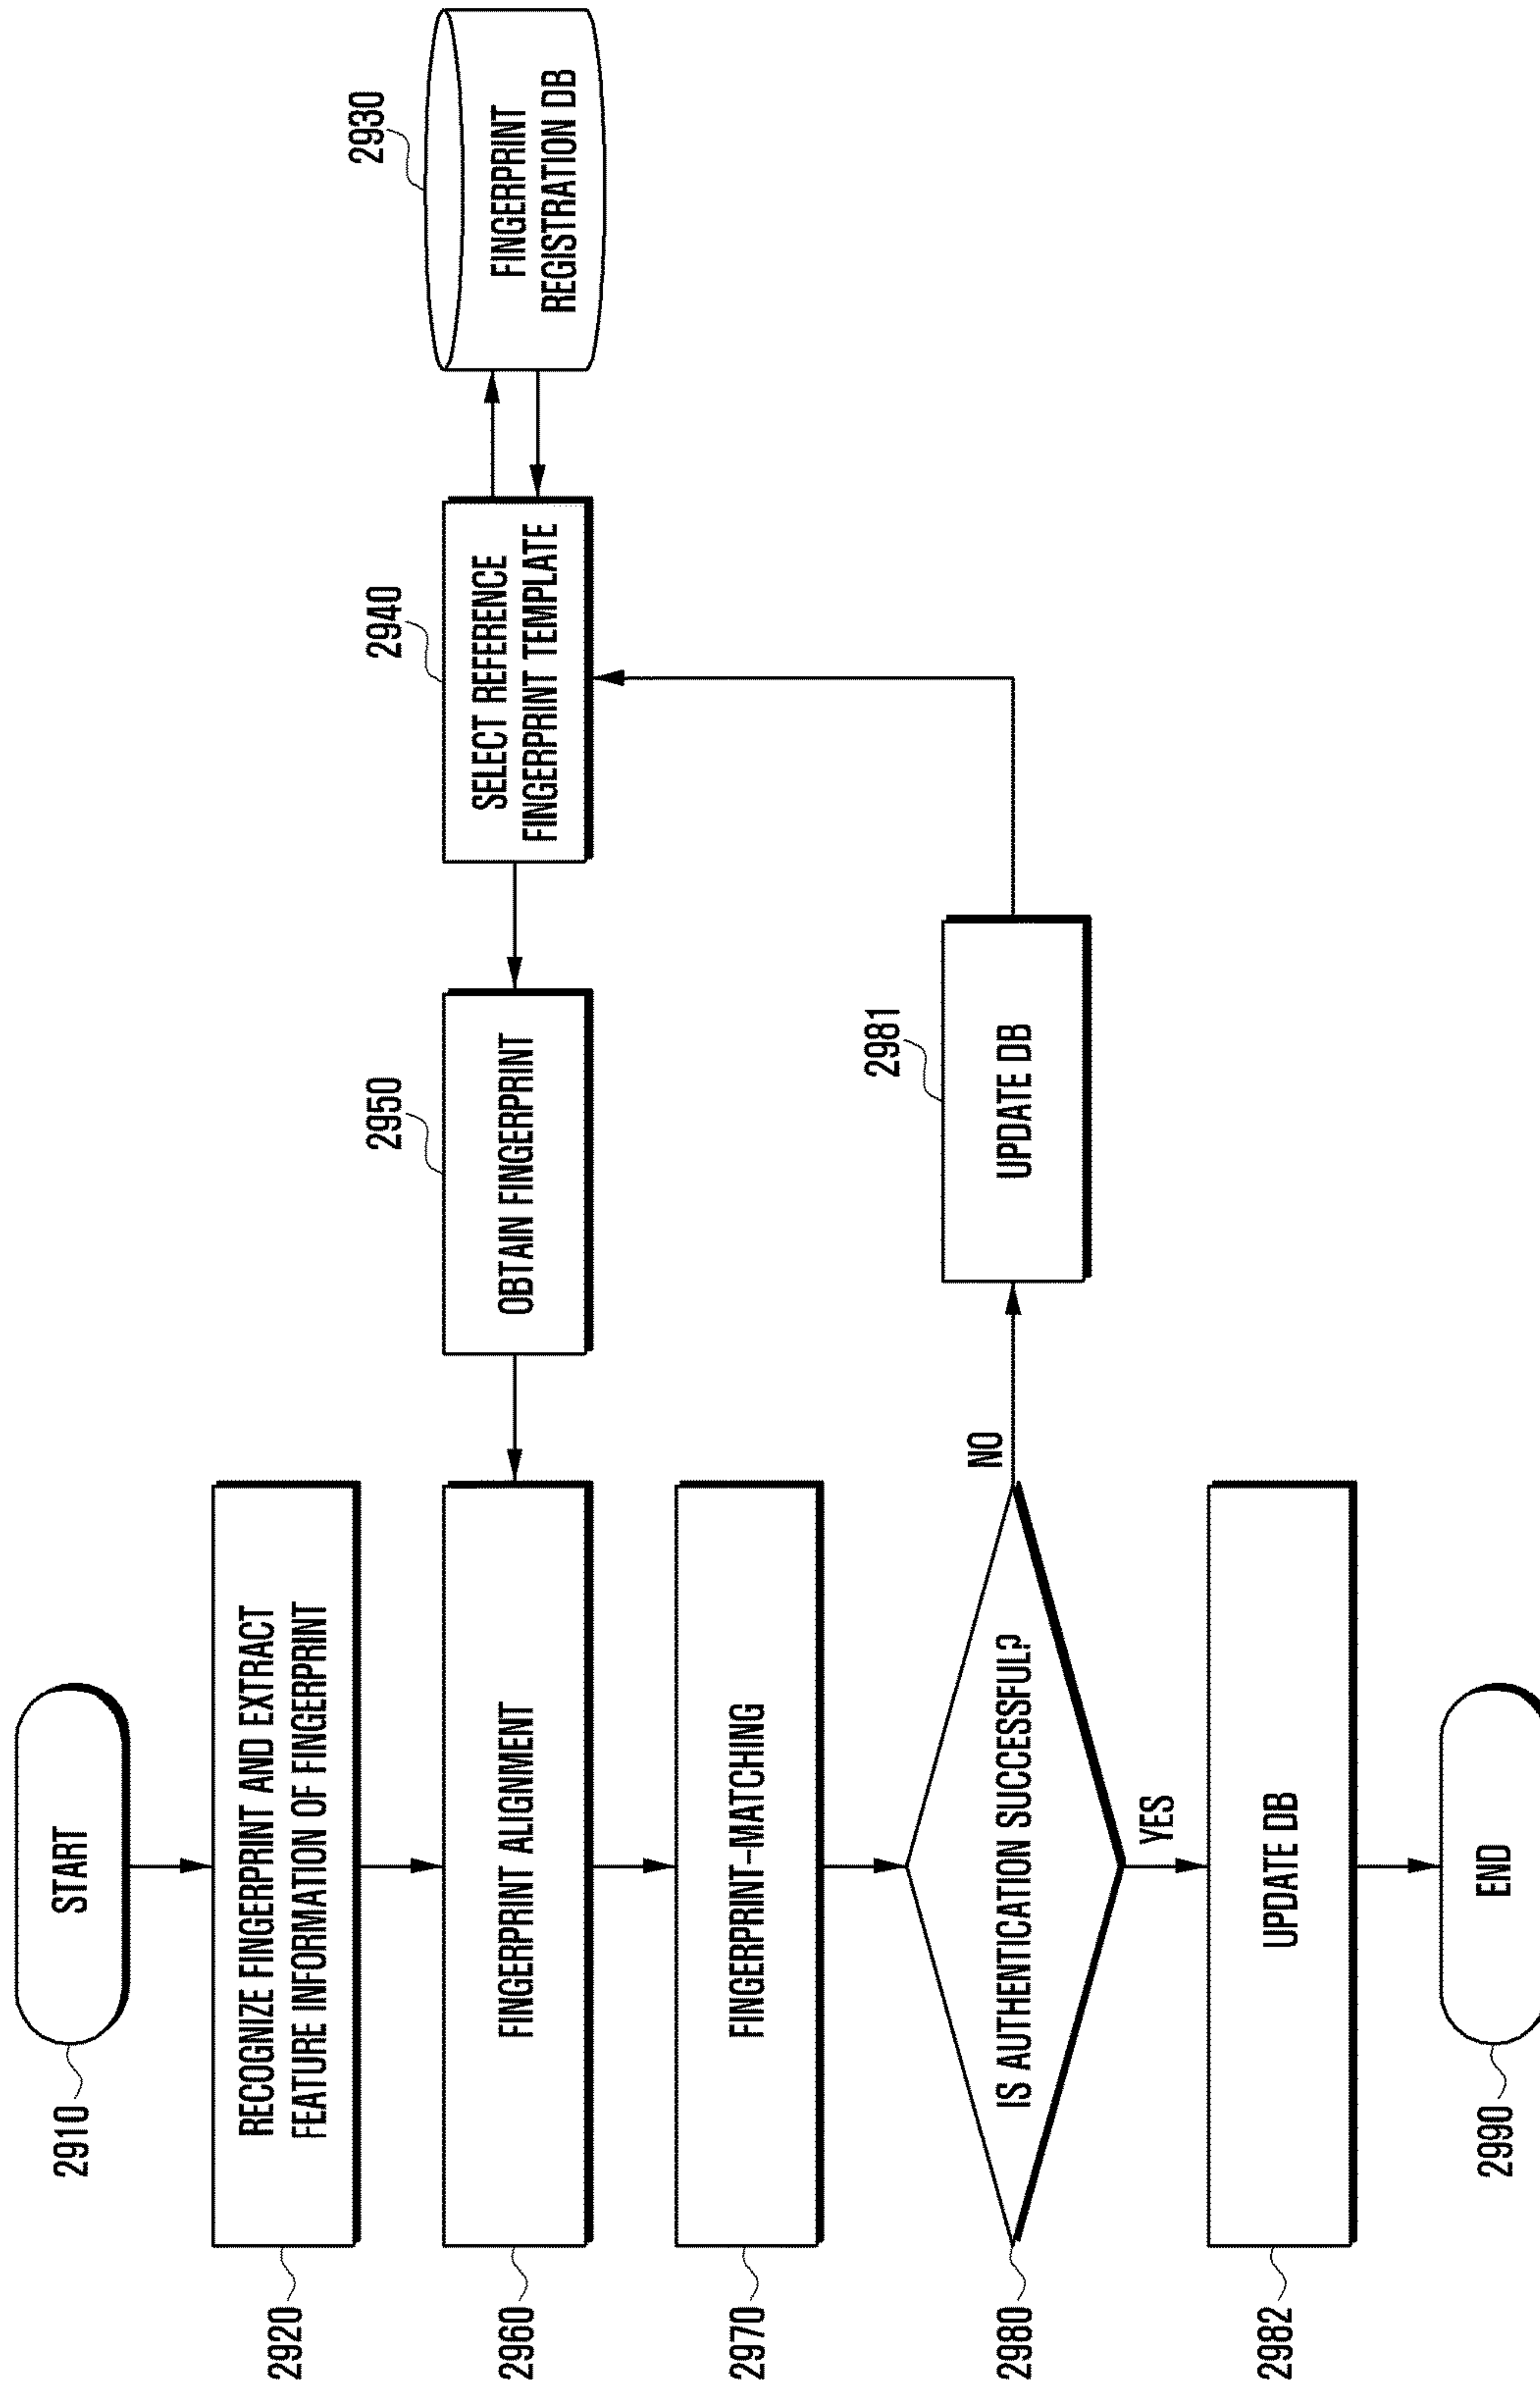 2910
START
2920
RECOGNIZE FINGERPRINT AND EXTRACT
FEATURE INFORMATION OF FINGERPRINT
2960
FINGERPRINT ALIGNMENT
2950
OBTAIN FINGERPRINT
2940
SELECT REFERENCE
FINGERPRINT TEMPLATE
2930
FINGERPRINT
REGISTRATION DB
2970
FINGERPRINT-MATCHING
2980
IS AUTHENTICATION SUCCESSFUL?
NO
2981
UPDATE DB
YES
2982
UPDATE DB
2990
END